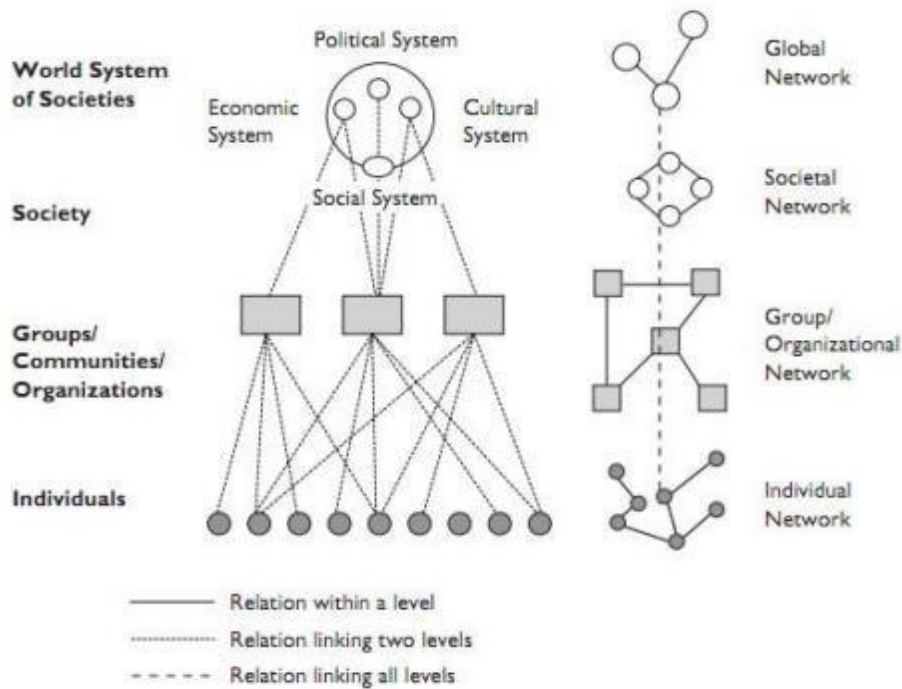 Political System
World System
of Societies
Economic
System
Cultural
System
Global
Network
Society
Social System
Societal
Network
Groups/
Communities/
Organizations
Group/
Organizational
Network
Individuals
Individual
Network
Relation within a level
Relation linking two levels
Relation linking all levels